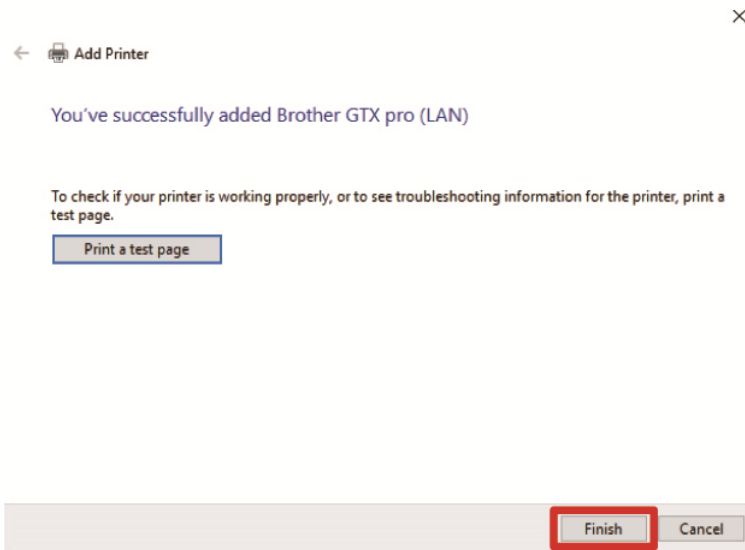 Add Printer
You've successfully added Brother GTX pro (LAN)
To check if your printer is working properly, or to see troubleshooting information for the printer, print a
test page.
Print a test page
Finish
Cancel